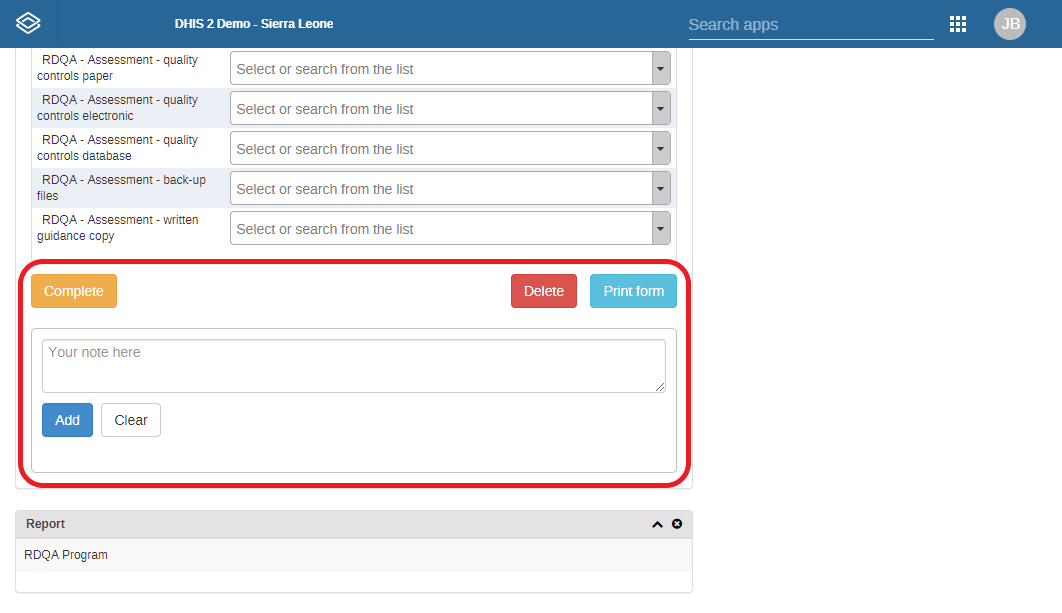 DHIS 2 Demo - Sierra Leone
Search apps
JB
RDQA - Assessment - quality
controls paper
Select or search from the list
RDQA - Assessment - quality
controls electronic
Select or search from the list
RDQA - Assessment - quality
controls database
Select or search from the list
RDQA - Assessment - back-up
files
Select or search from the list
RDQA - Assessment - written
guidance copy
Select or search from the list
Complete
Delete
Print form
Your note here
Add
Clear
Report
RDQA Program